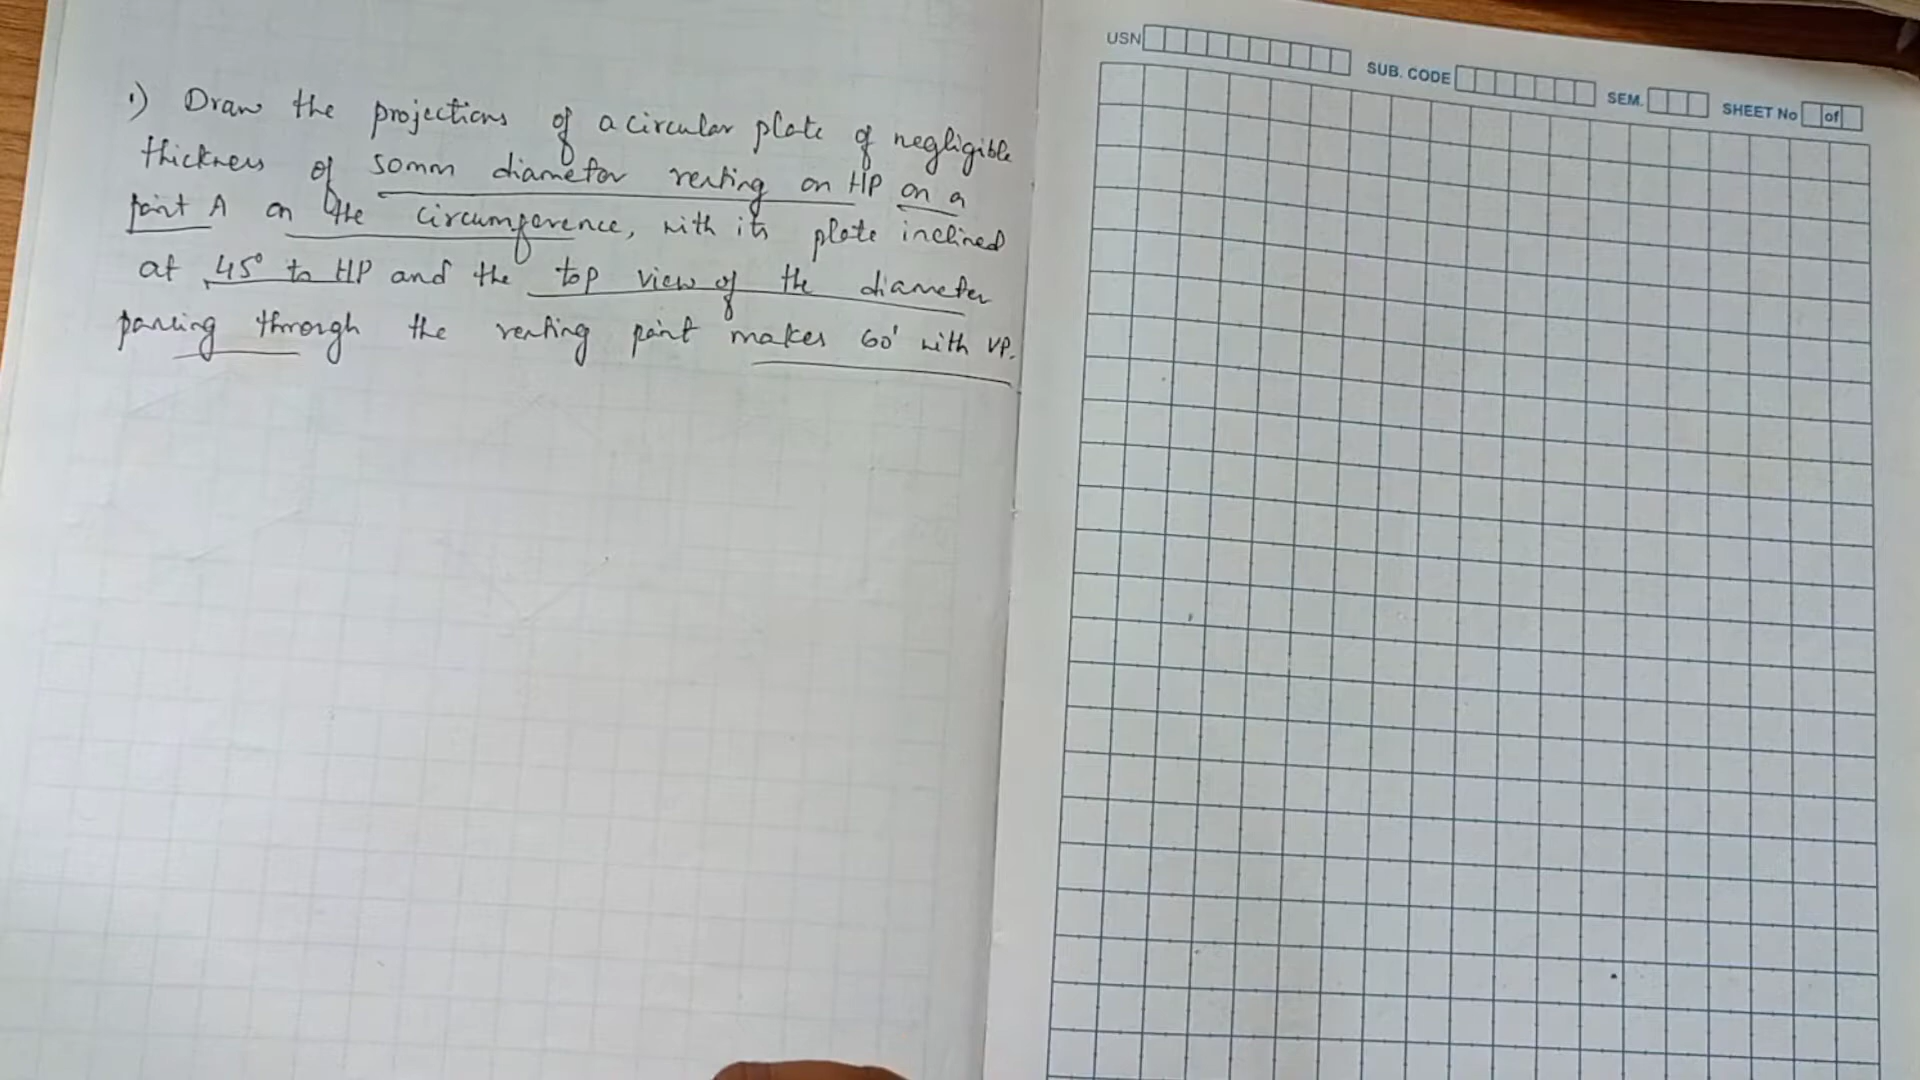 1) Draw the projections of a circular plate of negligible
thickness of 50mm diameter resting on HP on a
point A on the circumference, with its plate inclined
at 45° to HP and the top view of the diameter
passing through the resting point makes 60° with VP.
USN
SUB. CODE
SEM.
SHEET No of